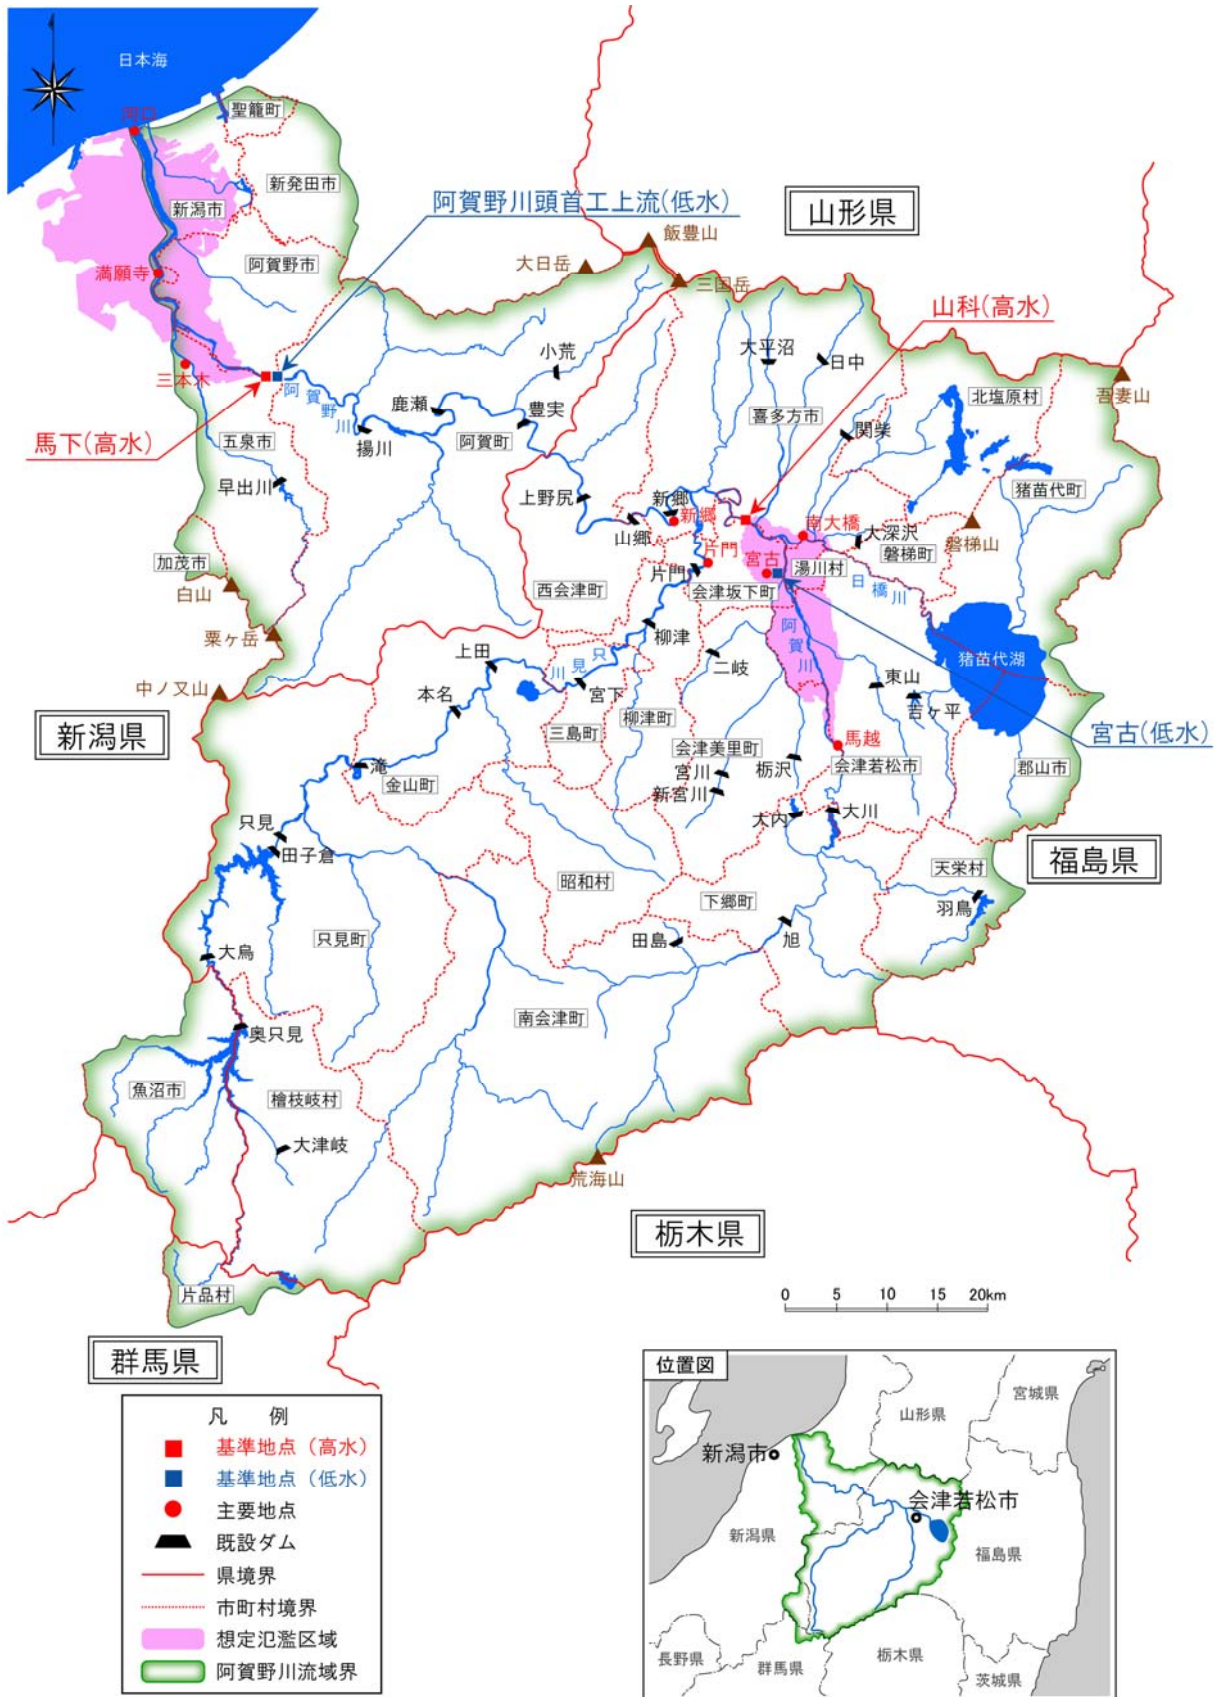 日本海
河口
聖籠町
新発田市
新潟市
阿賀野川頭首工上流(低水)
山形県
飯豊山
大日岳
三国岳
阿賀野市
満願寺
山科(高水)
小荒
大平沼
日中
三本木
阿賀野川
鹿瀬
豊実
阿賀町
喜多方市
北塩原村
吾妻山
馬下(高水)
五泉市
揚川
関柴
早出川
上野尻
新郷
新郷
山郷
南大橋
大深沢
猪苗代町
磐梯山
磐梯町
加茂市
白山
西会津町
片門
片門
宮古
湯川村
会津坂下町
日橋川
粟ヶ岳
柳津
阿賀川
猪苗代湖
上田
只見川
二岐
東山
中ノ又山
本名
宮下
吉ヶ平
新潟県
三島町
柳津町
会津美里町
馬越
宮古(低水)
滝
金山町
宮川
新宮川
栃沢
会津若松市
郡山市
只見
田子倉
大内
大川
福島県
昭和村
下郷町
天栄村
羽鳥
只見町
田島
旭
大鳥
南会津町
奥只見
魚沼市
檜枝岐村
大津岐
荒海山
栃木県
片品村
群馬県
0 5 10 15 20km
凡 例
基準地点（高水）
基準地点（低水）
主要地点
既設ダム
県境界
市町村境界
想定氾濫区域
阿賀野川流域界
位置図
宮城県
山形県
新潟市
会津若松市
新潟県
福島県
長野県
群馬県
栃木県
茨城県